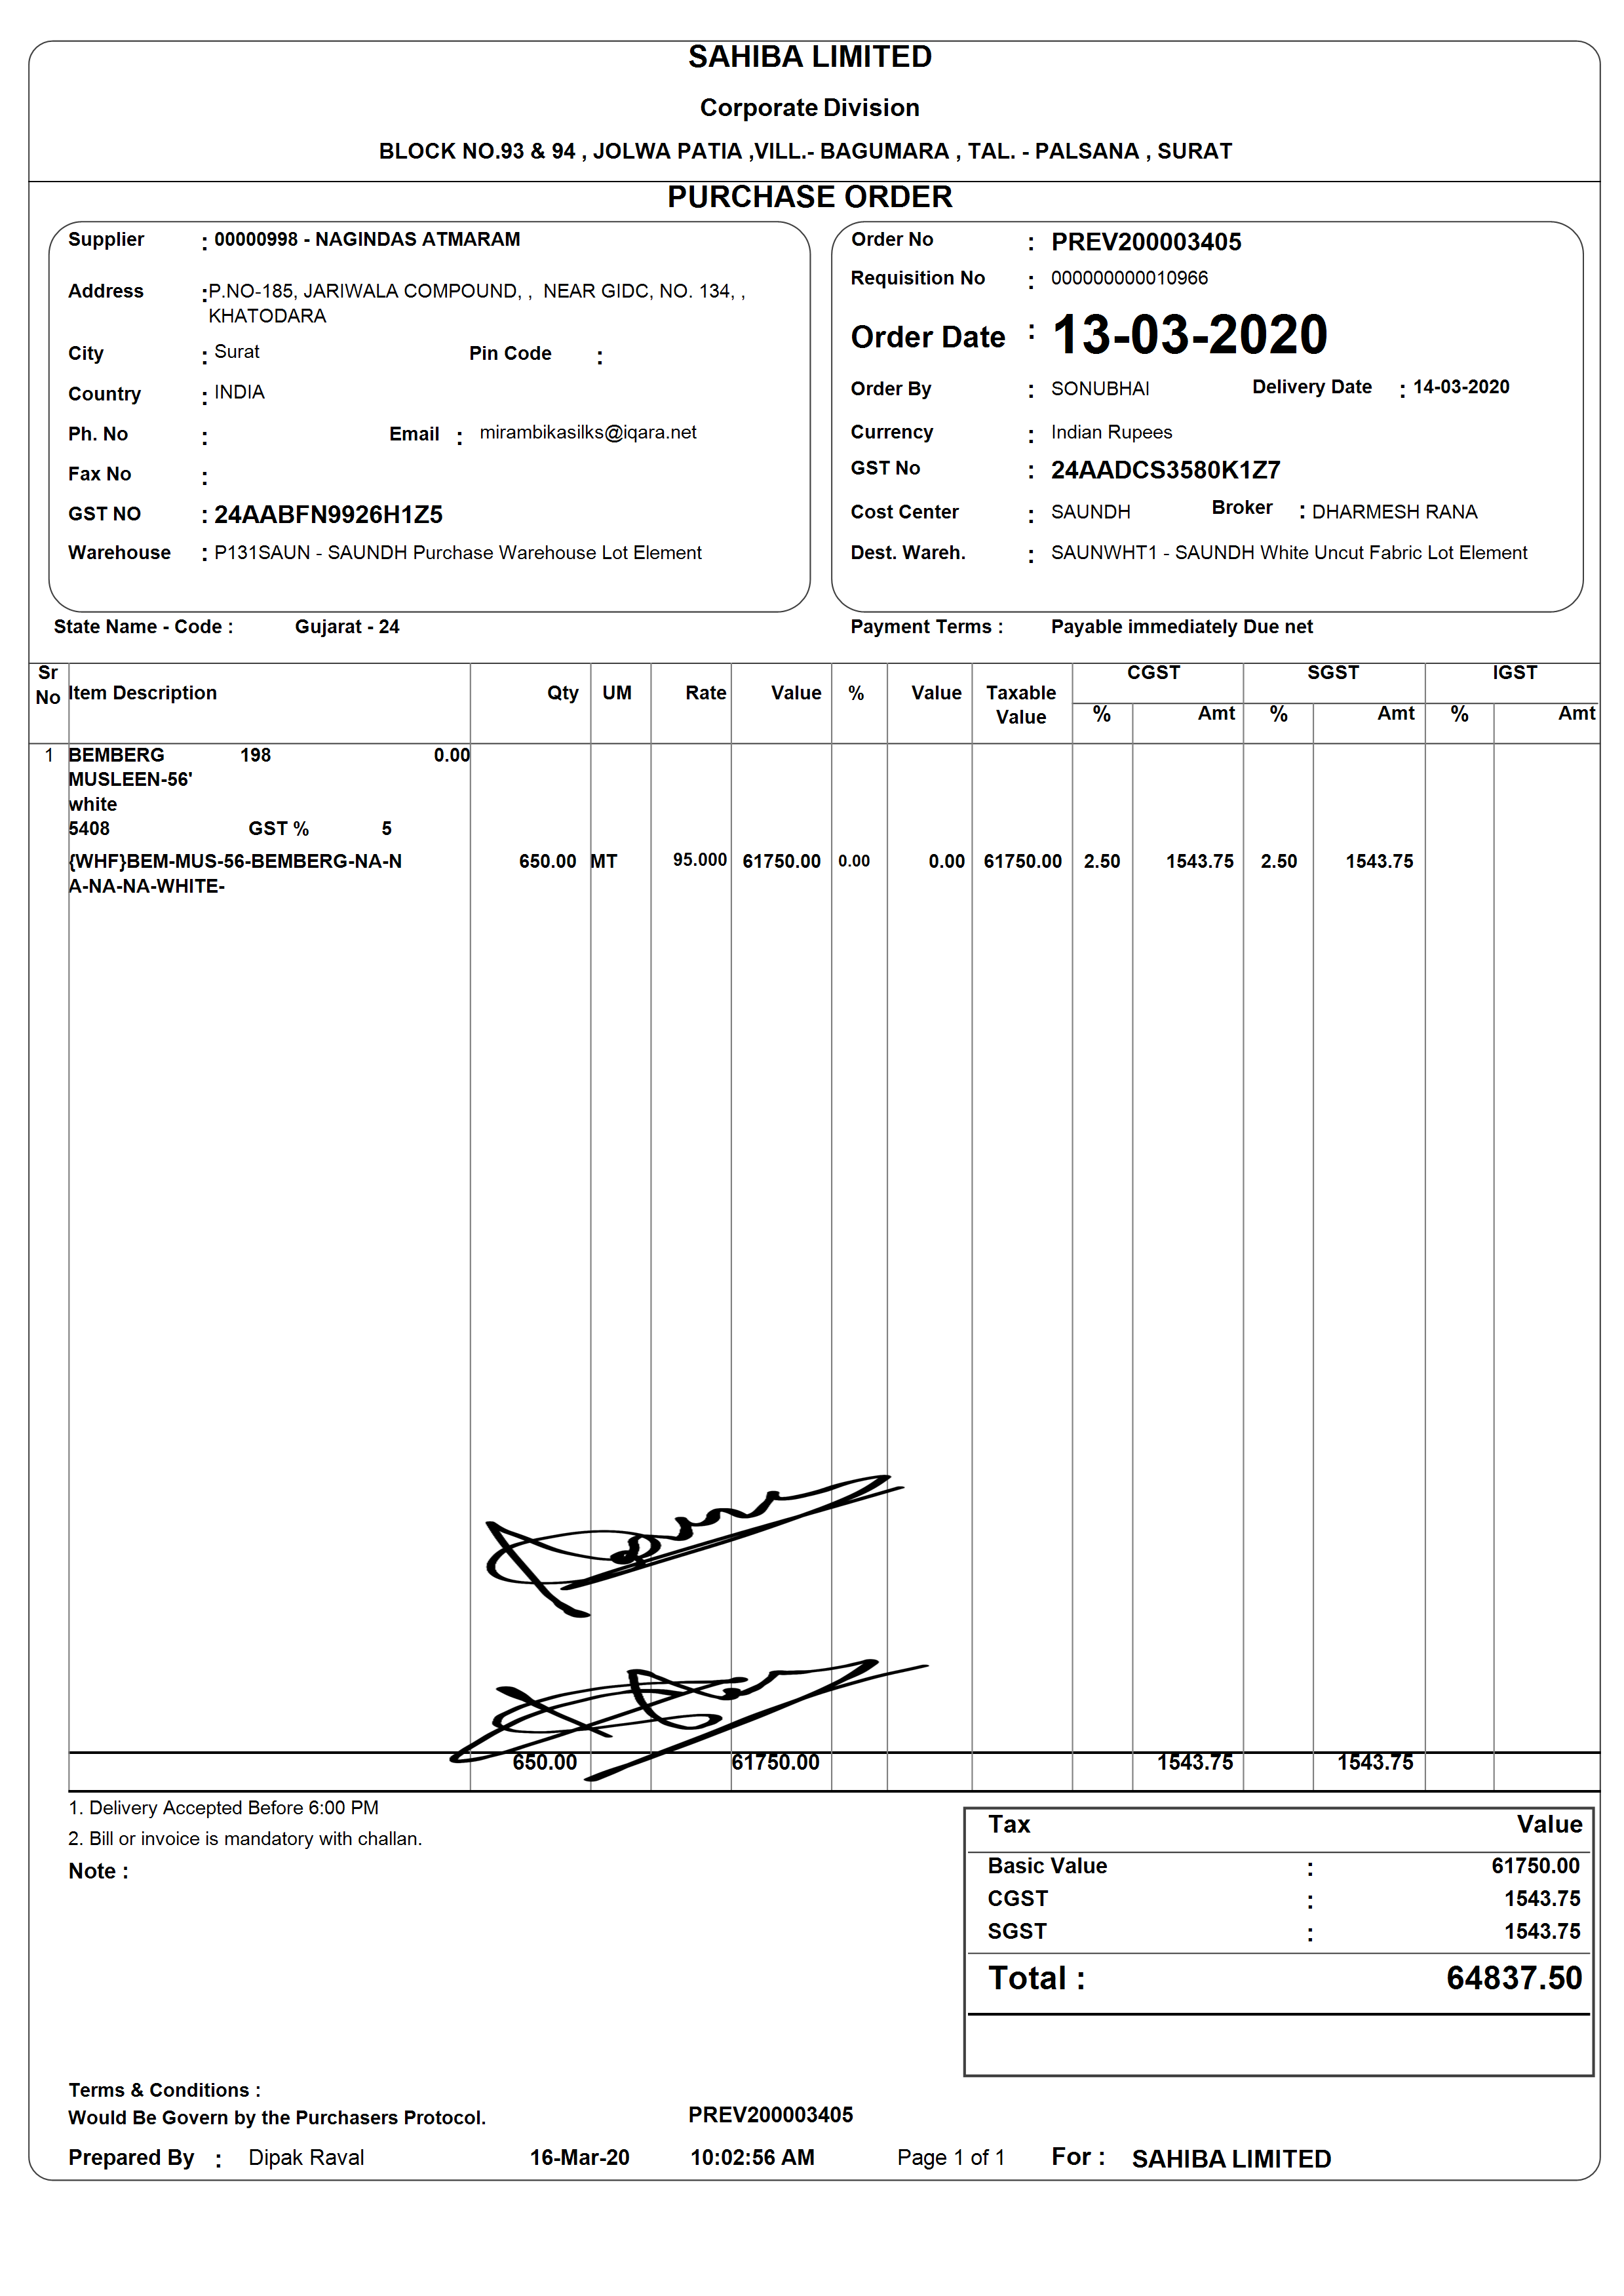 SAHIBA LIMITED
Corporate Division
BLOCK NO.93 & 94 , JOLWA PATIA ,VILL.- BAGUMARA , TAL. - PALSANA , SURAT
PURCHASE ORDER
Supplier : 00000998 - NAGINDAS ATMARAM
Address :P.NO-185, JARIWALA COMPOUND, , NEAR GIDC, NO. 134, ,
KHATODARA
City : Surat Pin Code :
Country : INDIA
Ph. No : Email : mirambikasilks@iqara.net
Fax No :
GST NO : 24AABFN9926H1Z5
Warehouse : P131SAUN - SAUNDH Purchase Warehouse Lot Element
Order No : PREV200003405
Requisition No : 000000000010966
Order Date : 13-03-2020
Order By : SONUBHAI Delivery Date : 14-03-2020
Currency : Indian Rupees
GST No : 24AADCS3580K1Z7
Cost Center : SAUNDH Broker : DHARMESH RANA
Dest. Wareh. : SAUNWHT1 - SAUNDH White Uncut Fabric Lot Element
State Name - Code : Gujarat - 24 Payment Terms : Payable immediately Due net
Sr No Item Description Qty UM Rate Value % Value Taxable Value CGST SGST IGST
% Amt % Amt % Amt
1 BEMBERG 198 0.00
MUSLEEN-56'
white
5408 GST % 5
{WHF}BEM-MUS-56-BEMBERG-NA-N 650.00 MT 95.000 61750.00 0.00 0.00 61750.00 2.50 1543.75 2.50 1543.75
A-NA-NA-WHITE-
650.00 61750.00 1543.75 1543.75
1. Delivery Accepted Before 6:00 PM
2. Bill or invoice is mandatory with challan.
Note :
Tax Value
Basic Value : 61750.00
CGST : 1543.75
SGST : 1543.75
Total : 64837.50
Terms & Conditions :
Would Be Govern by the Purchasers Protocol. PREV200003405
Prepared By : Dipak Raval 16-Mar-20 10:02:56 AM Page 1 of 1 For : SAHIBA LIMITED